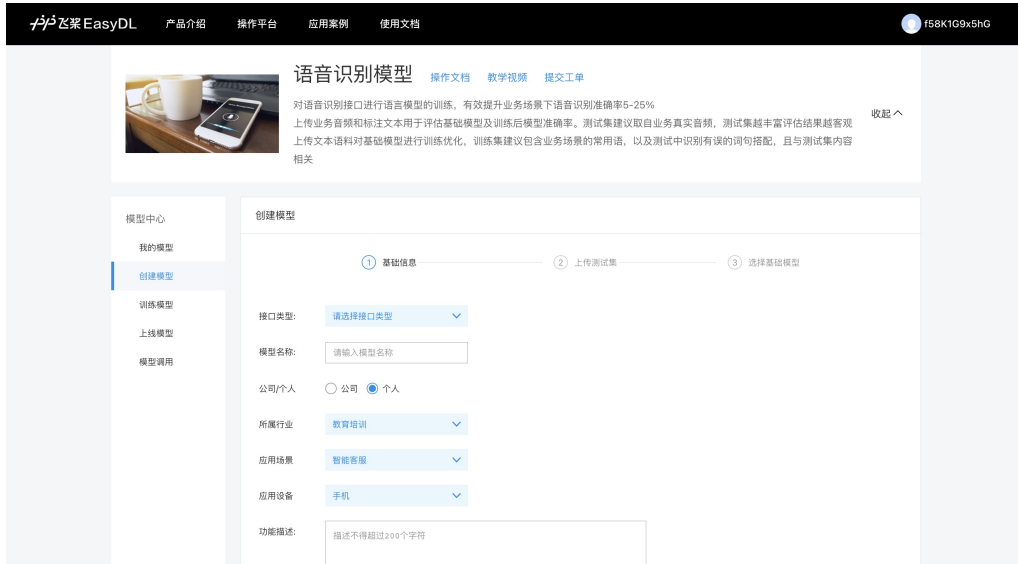 飞桨EasyDL 产品介绍 操作平台 应用案例 使用文档 f58K1G9x5hG
语音识别模型 操作文档 教学视频 提交工单
对语音识别接口进行语言模型的训练，有效提升业务场景下语音识别准确率5-25%
上传业务音频和标注文本用于评估基础模型及训练后模型准确率。测试集建议取自业务真实音频，测试集越丰富评估结果越客观
收起
上传文本语料对基础模型进行训练优化，训练集建议包含业务场景的常用语，以及测试中识别有误的词句搭配，且与测试集内容
相关
模型中心
我的模型
创建模型
训练模型
上线模型
模型调用
创建模型
1 基础信息 2 上传测试集 3 选择基础模型
接口类型: 请选择接口类型
模型名称: 请输入模型名称
公司/个人 公司 个人
所属行业 教育培训
应用场景 智能客服
应用设备 手机
功能描述: 描述不得超过200个字符